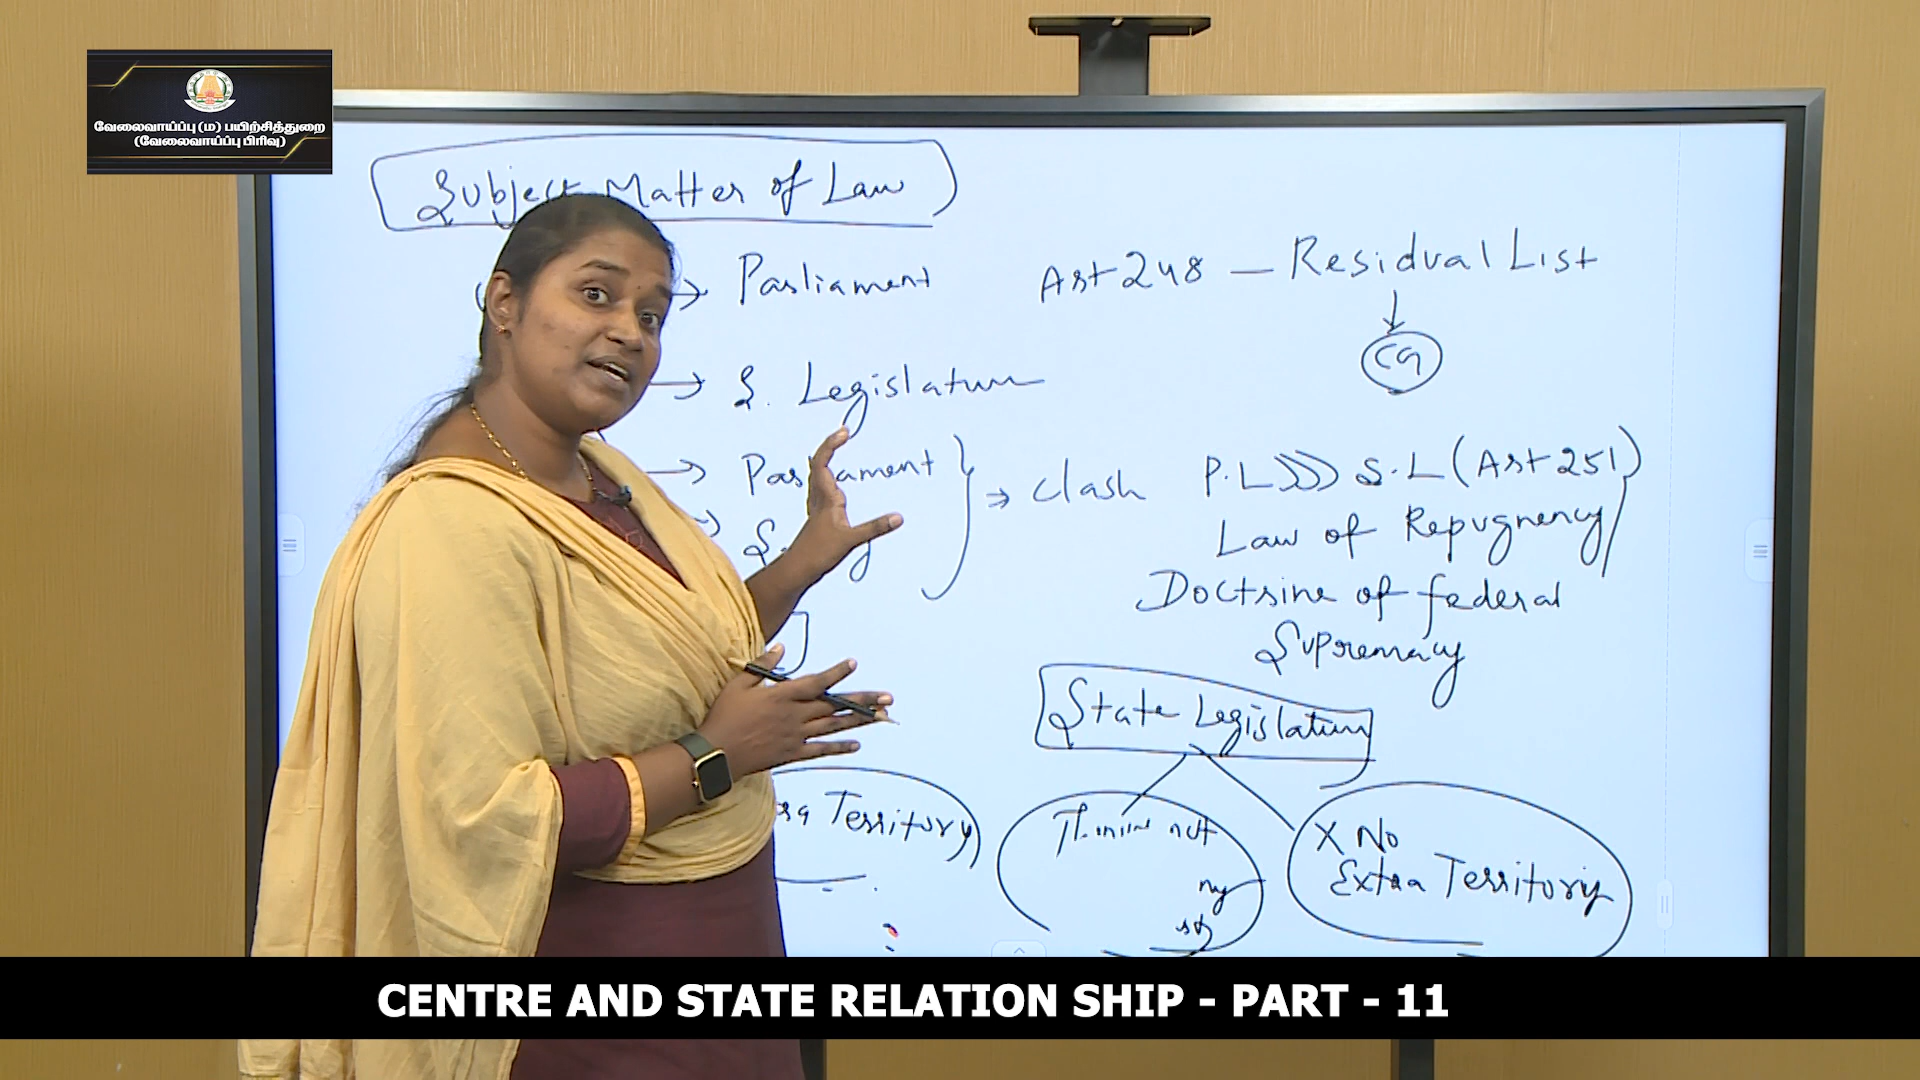 வேலைவாய்ப்பு (ம) பயிற்சித்துறை
(வேலைவாய்ப்பு பிரிவு)
Subject Matter of Law
Parliament
Art 248 — Residual List
CG
S. Legislature
Parliament
clash
P.L >>> S.L (Art 251)
Law of Repugnency
Doctrine of federal
Supremacy
State Legislature
Territory
X No
Extra Territory
CENTRE AND STATE RELATION SHIP - PART - 11